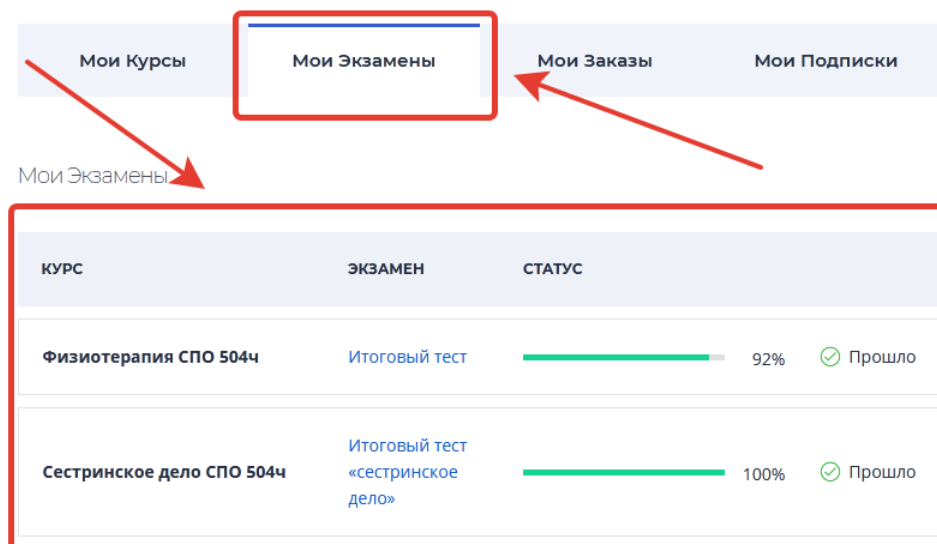 Мои Курсы Мои Экзамены Мои Заказы Мои Подписки
Мои Экзамены
КУРС ЭКЗАМЕН СТАТУС
Физиотерапия СПО 504ч Итоговый тест 92% Прошло
Итоговый тест
Сестринское дело СПО 504ч «сестринское 100% Прошло
дело»